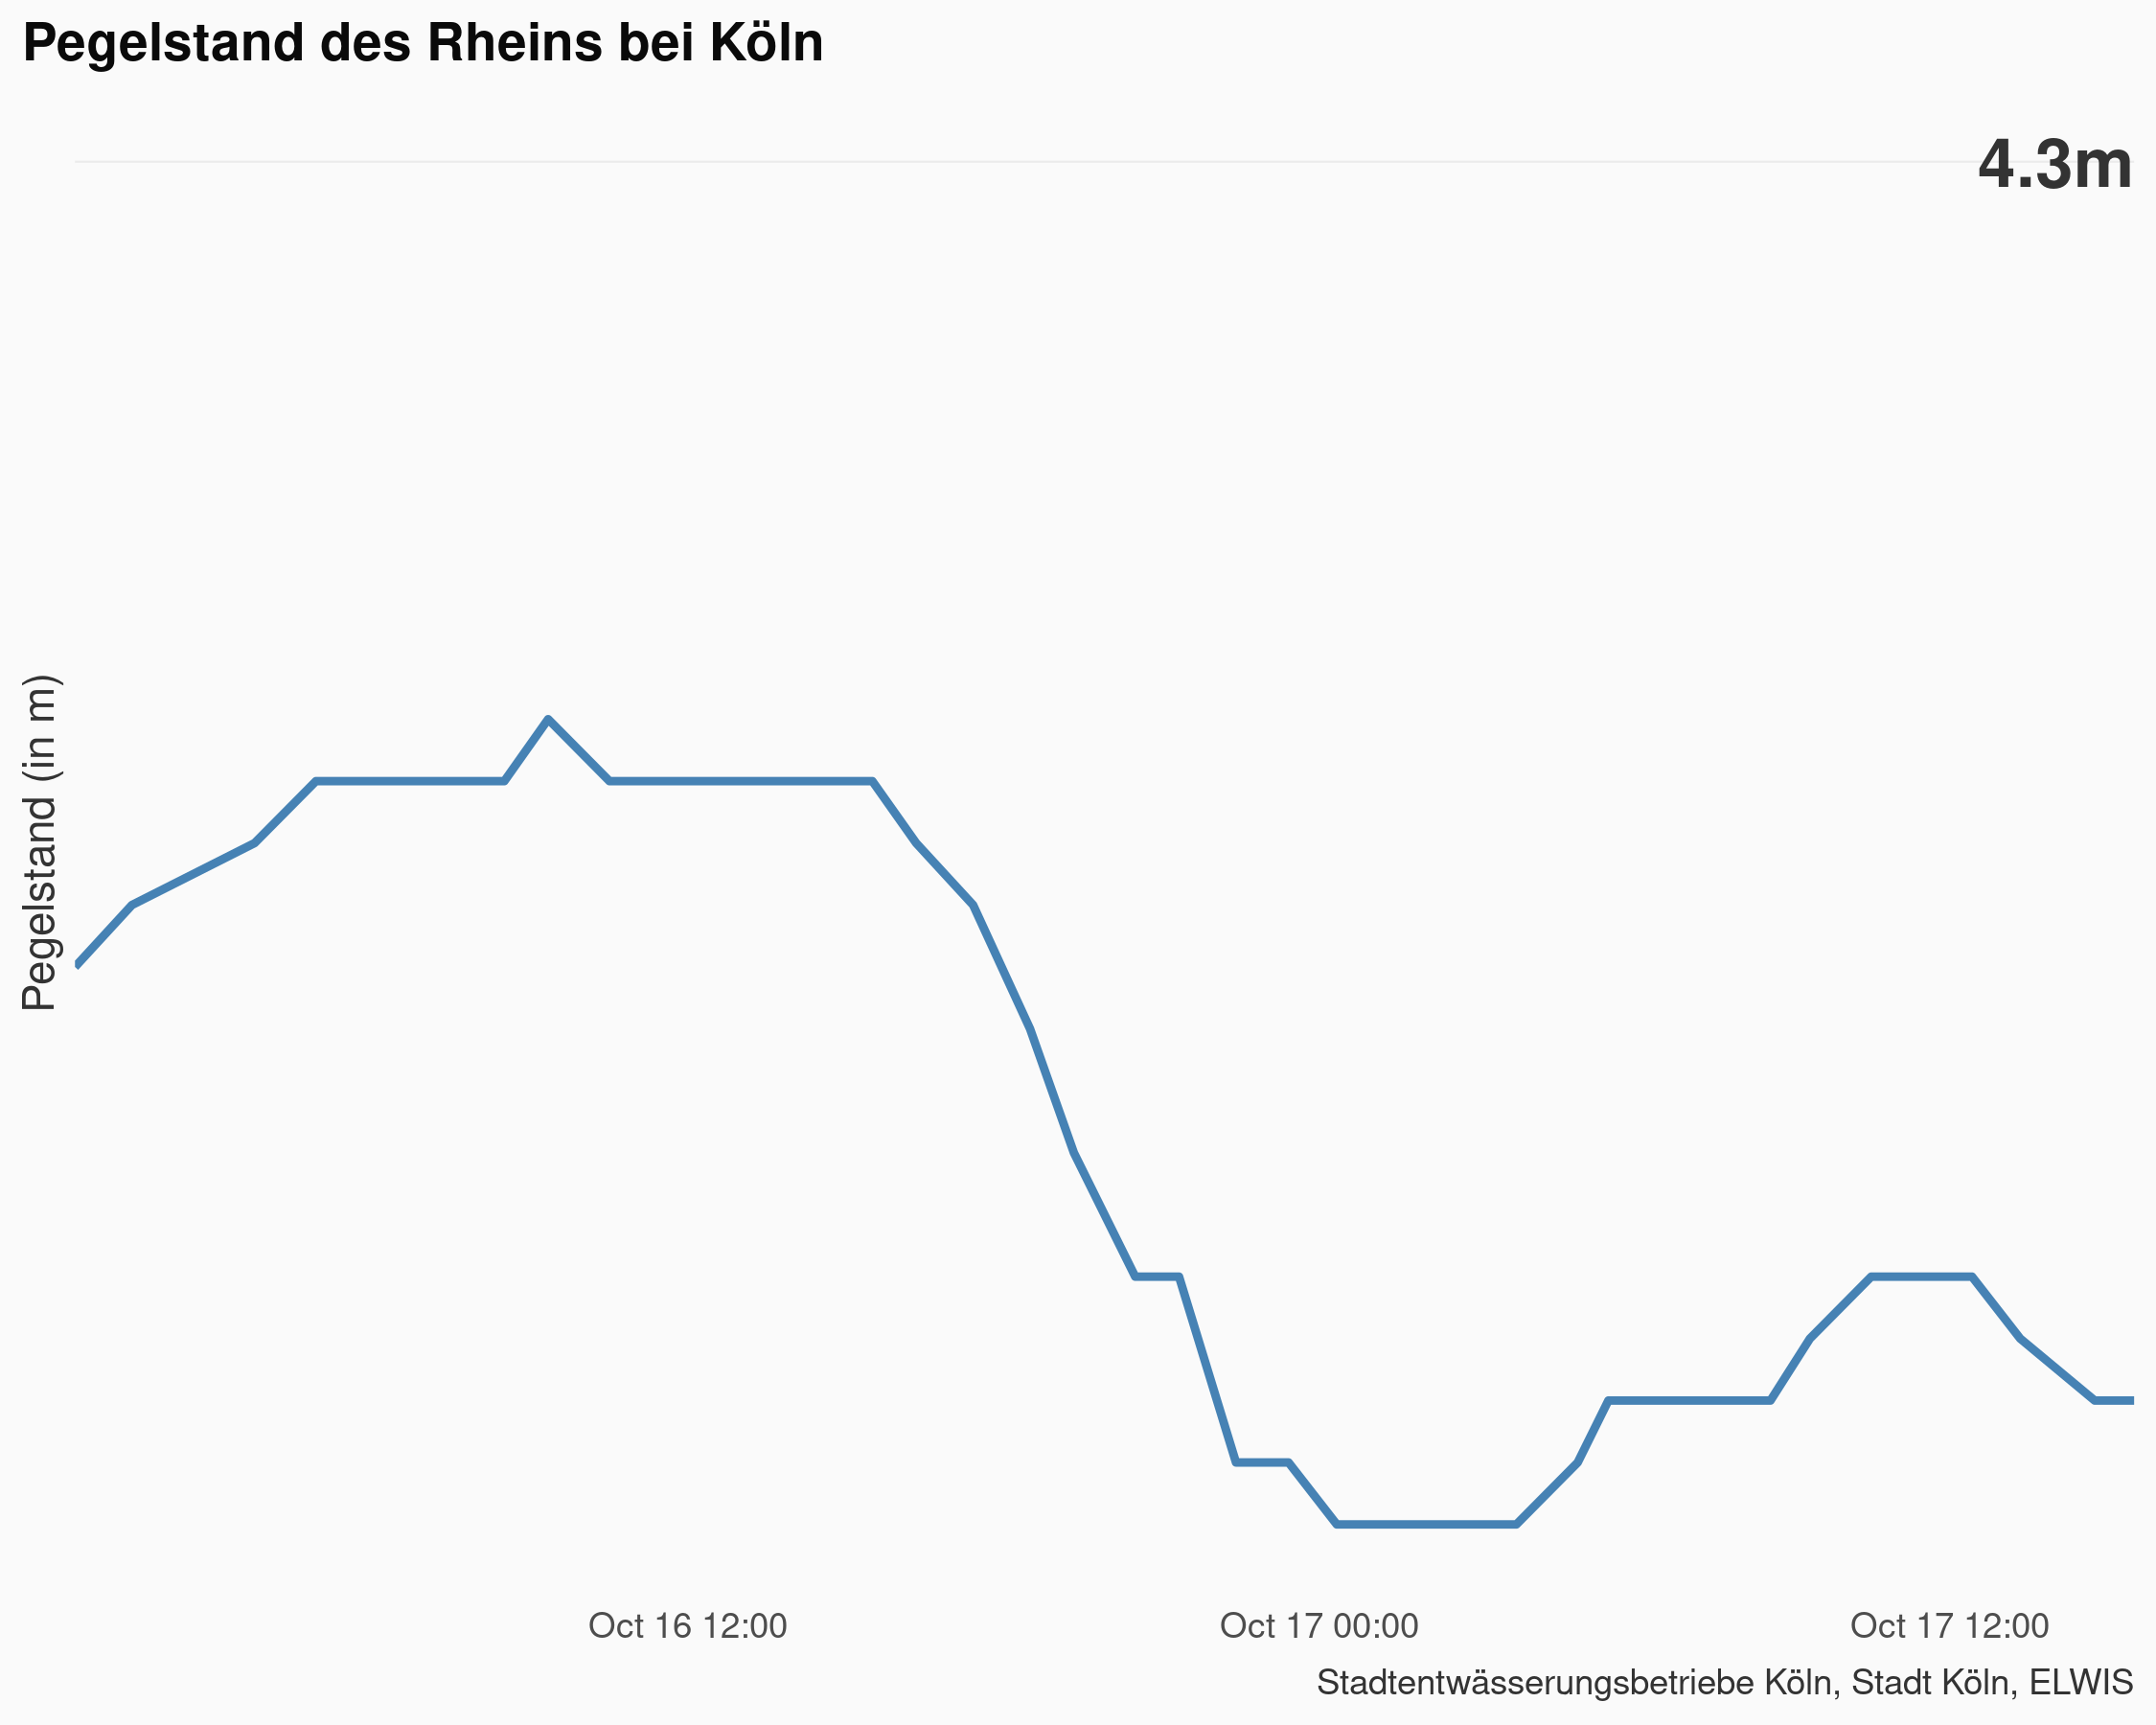 Pegelstand des Rheins bei Köln
4.3m
Pegelstand (in m)
Oct 16 12:00
Oct 17 00:00
Oct 17 12:00
Stadtentwässerungsbetriebe Köln, Stadt Köln, ELWIS